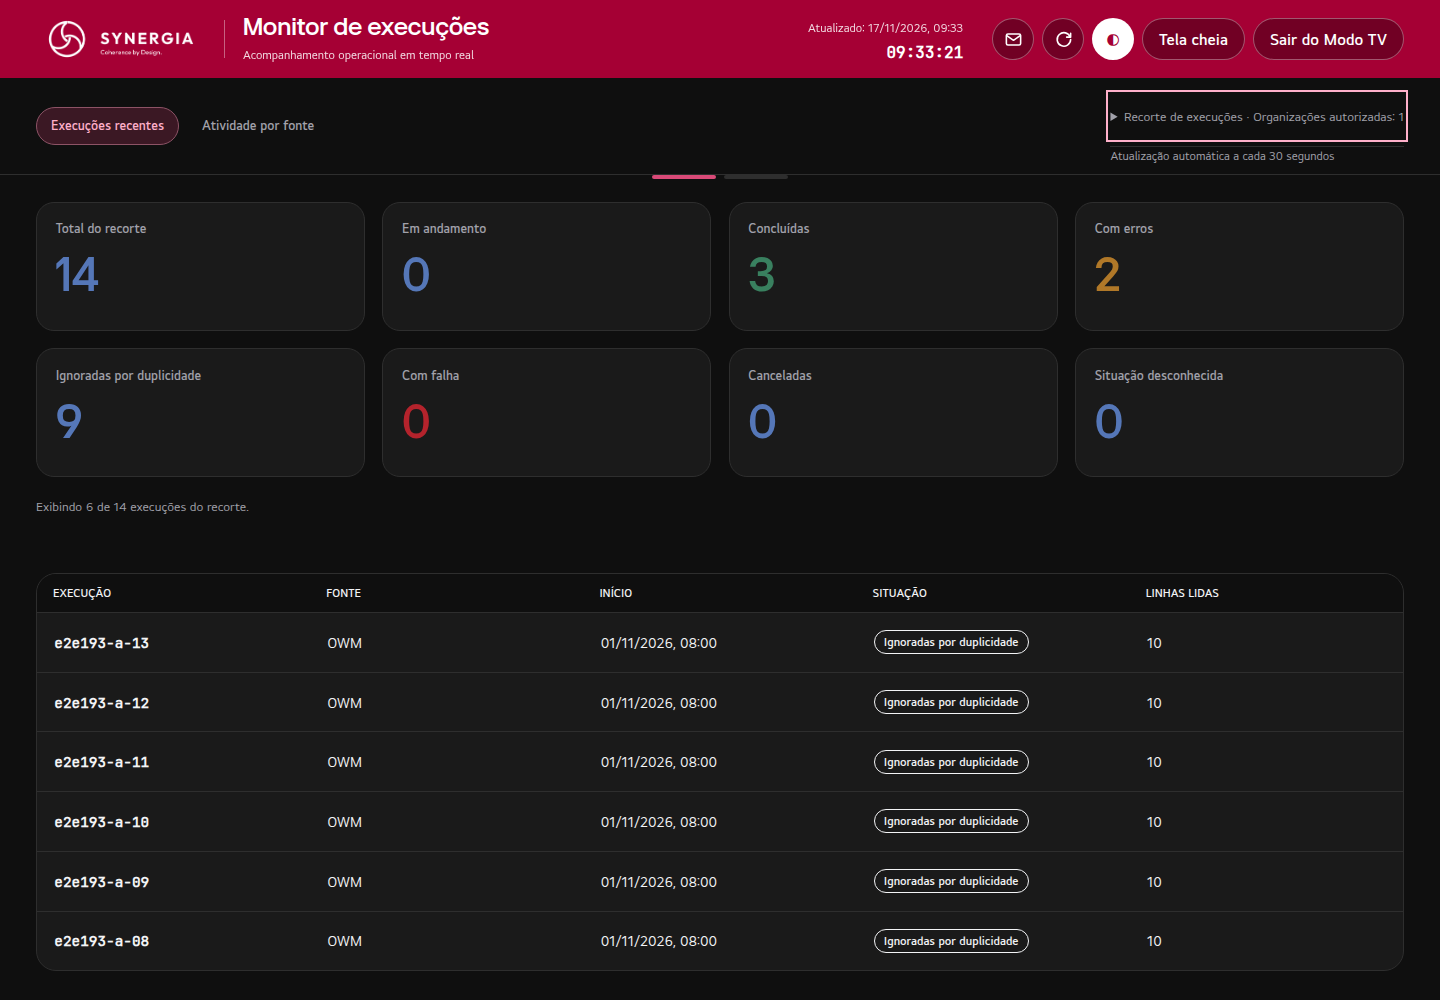 SYNERGIA
Coherence by Design.
Monitor de execuções
Acompanhamento operacional em tempo real
Atualizado: 17/11/2026, 09:33
09:33:21
Tela cheia
Sair do Modo TV
Execuções recentes
Atividade por fonte
Recorte de execuções · Organizações autorizadas: 1
Atualização automática a cada 30 segundos
Total do recorte
14
Em andamento
0
Concluídas
3
Com erros
2
Ignoradas por duplicidade
9
Com falha
0
Canceladas
0
Situação desconhecida
0
Exibindo 6 de 14 execuções do recorte.
EXECUÇÃO FONTE INÍCIO SITUAÇÃO LINHAS LIDAS
e2e193-a-13 OWM 01/11/2026, 08:00 Ignoradas por duplicidade 10
e2e193-a-12 OWM 01/11/2026, 08:00 Ignoradas por duplicidade 10
e2e193-a-11 OWM 01/11/2026, 08:00 Ignoradas por duplicidade 10
e2e193-a-10 OWM 01/11/2026, 08:00 Ignoradas por duplicidade 10
e2e193-a-09 OWM 01/11/2026, 08:00 Ignoradas por duplicidade 10
e2e193-a-08 OWM 01/11/2026, 08:00 Ignoradas por duplicidade 10